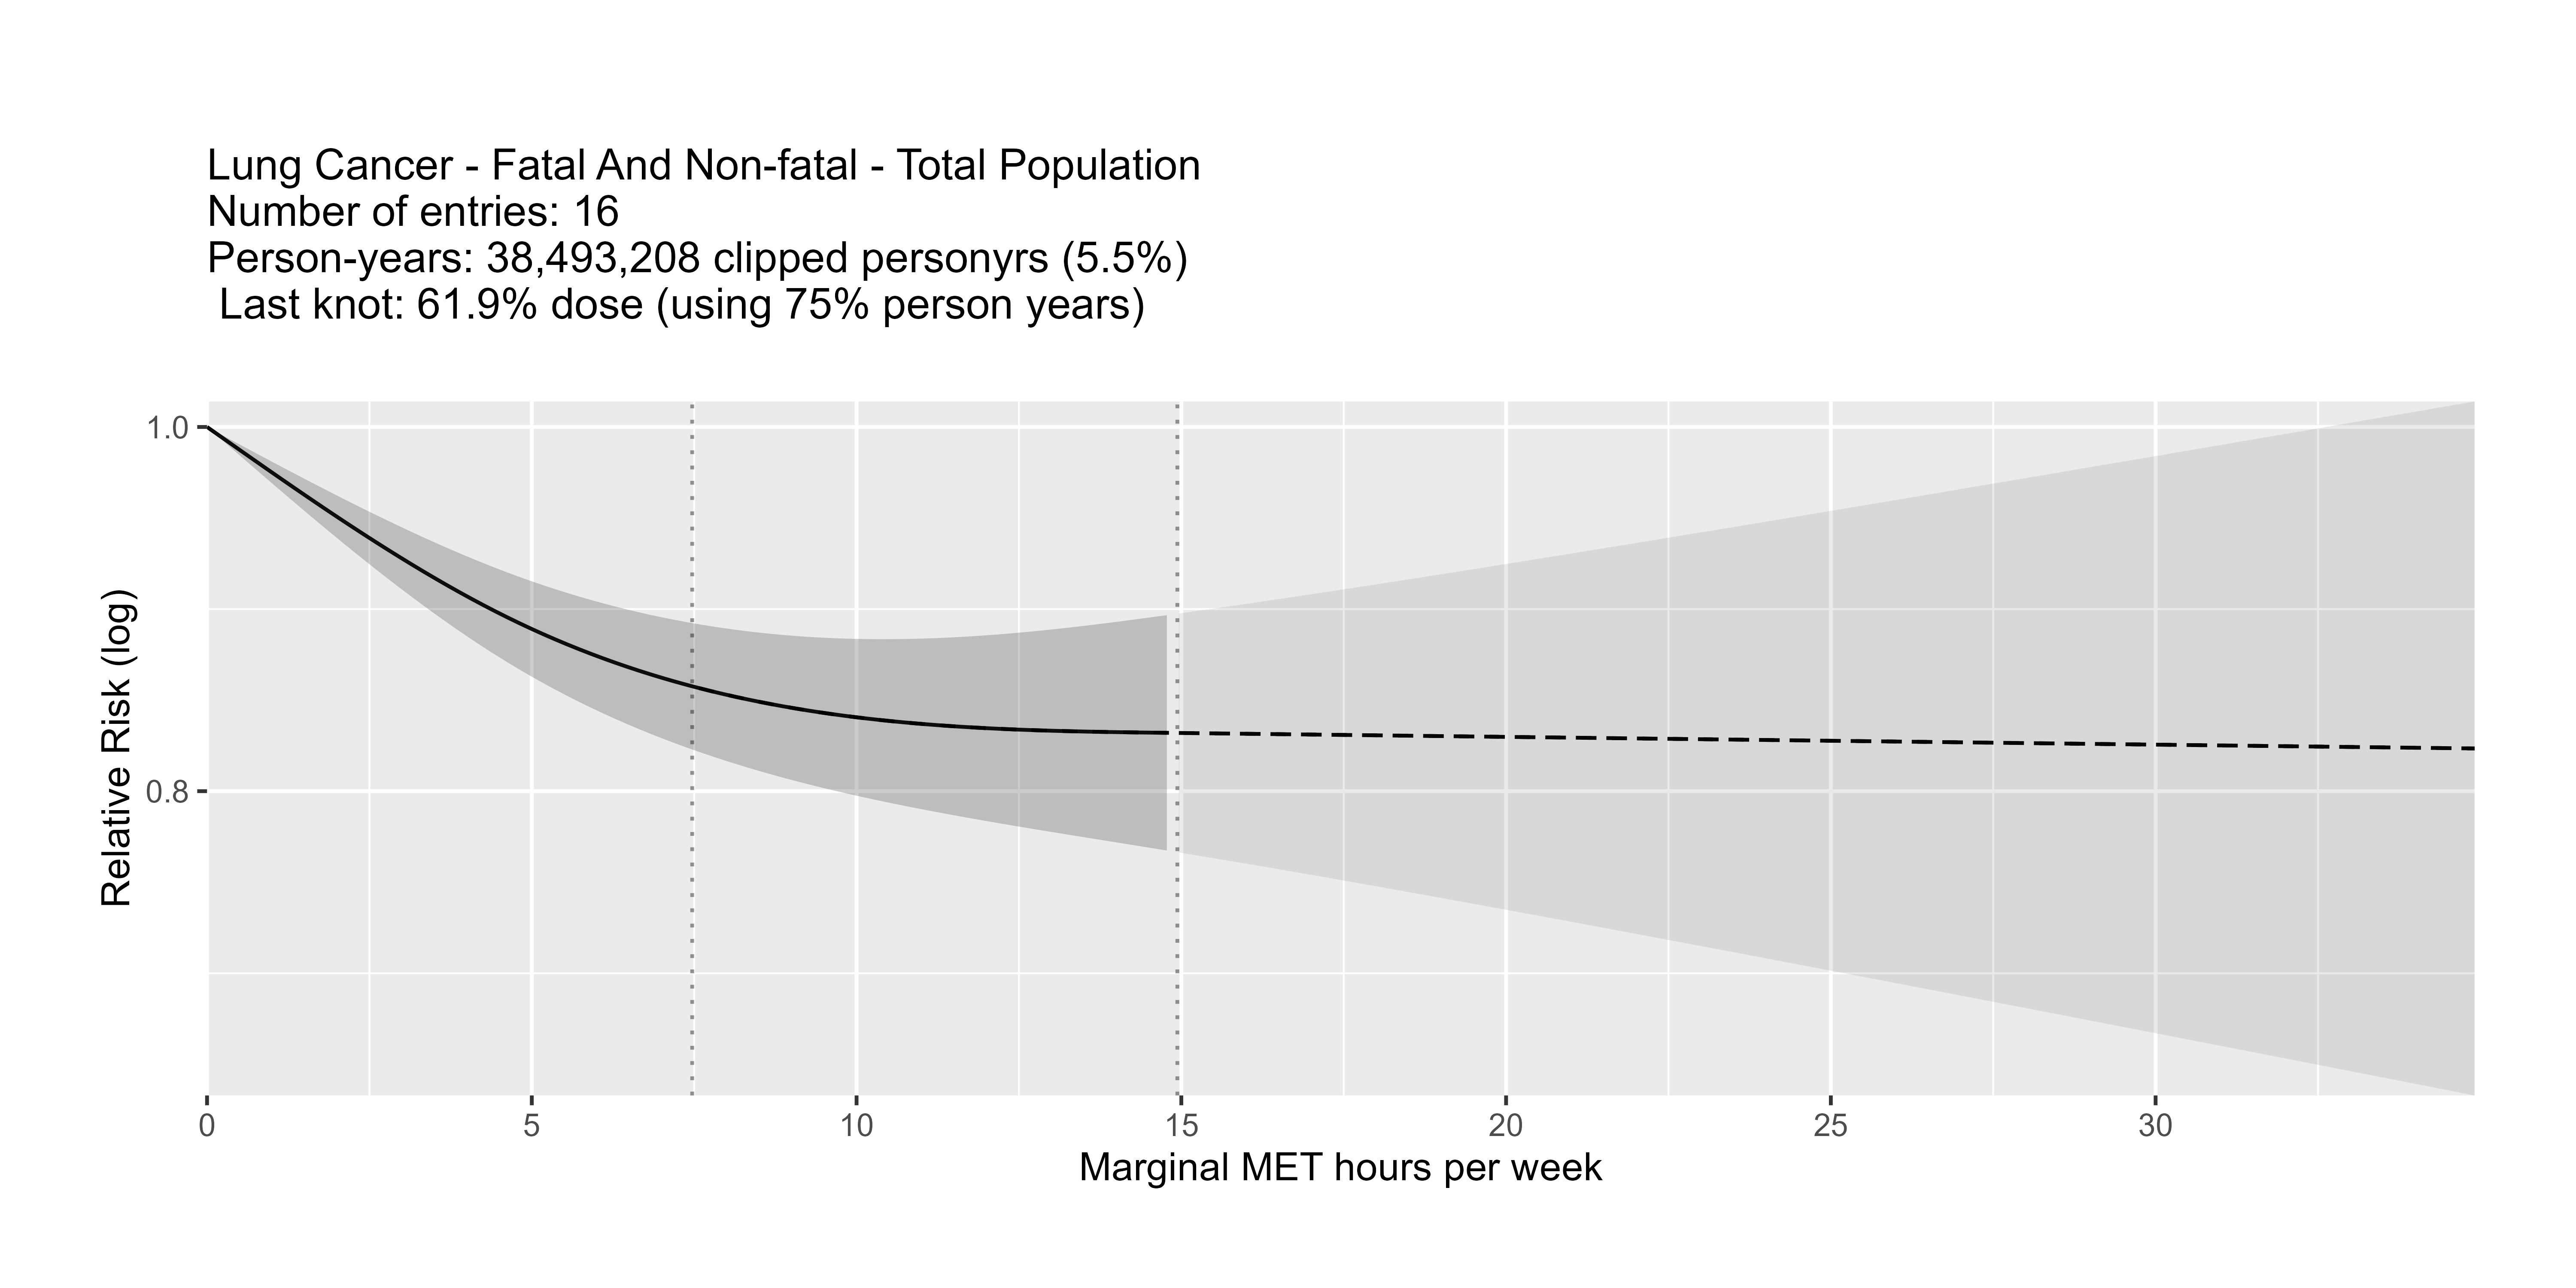 Lung Cancer - Fatal And Non-fatal - Total Population
Number of entries: 16
Person-years: 38,493,208 clipped personyrs (5.5%)
Last knot: 61.9% dose (using 75% person years)
Relative Risk (log)
1.0
0.8
0 5 10 15 20 25 30
Marginal MET hours per week